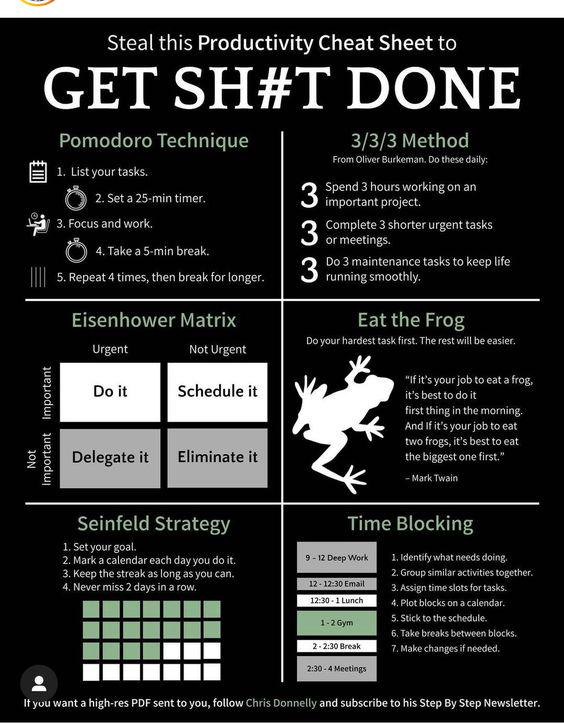 Steal this Productivity Cheat Sheet to
GET SH#T DONE
Pomodoro Technique
1. List your tasks.
2. Set a 25-min timer.
3. Focus and work.
4. Take a 5-min break.
5. Repeat 4 times, then break for longer.
3/3/3 Method
From Oliver Burkeman. Do these daily:
3 Spend 3 hours working on an
important project.
3 Complete 3 shorter urgent tasks
or meetings.
3 Do 3 maintenance tasks to keep life
running smoothly.
Eisenhower Matrix
Urgent
Not Urgent
Important
Do it
Schedule it
Not
Important
Delegate it
Eliminate it
Eat the Frog
Do your hardest task first. The rest will be easier.
“If it’s your job to eat a frog,
it’s best to do it
first thing in the morning.
And If it’s your job to eat
two frogs, it’s best to eat
the biggest one first.”
– Mark Twain
Seinfeld Strategy
1. Set your goal.
2. Mark a calendar each day you do it.
3. Keep the streak as long as you can.
4. Never miss 2 days in a row.
Time Blocking
9 – 12 Deep Work
12 - 12:30 Email
12:30 - 1 Lunch
1 - 2 Gym
2 - 2:30 Break
2:30 - 4 Meetings
1. Identify what needs doing.
2. Group similar activities together.
3. Assign time slots for tasks.
4. Plot blocks on a calendar.
5. Stick to the schedule.
6. Take breaks between blocks.
7. Make changes if needed.
If you want a high-res PDF sent to you, follow Chris Donnelly and subscribe to his Step By Step Newsletter.